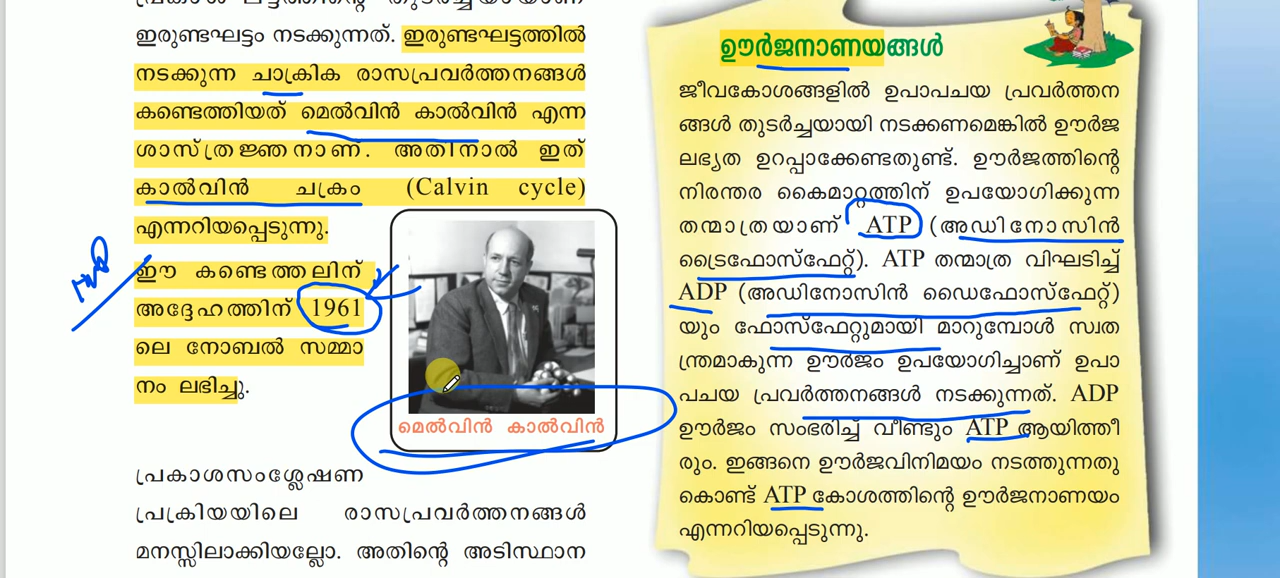 ഇരുണ്ടഘട്ടം നടക്കുന്നത്. ഇരുണ്ടഘട്ടത്തിൽ
നടക്കുന്ന ചാക്രിക രാസപ്രവർത്തനങ്ങൾ
കണ്ടെത്തിയത് മെൽവിൻ കാൽവിൻ എന്ന
ശാസ്ത്രജ്ഞനാണ്. അതിനാൽ ഇത്
കാൽവിൻ ചക്രം (Calvin cycle)
എന്നറിയപ്പെടുന്നു.
ഈ കണ്ടെത്തലിന്
അദ്ദേഹത്തിന് 1961
ലെ നോബൽ സമ്മാ
നം ലഭിച്ചു.
മെൽവിൻ കാൽവിൻ
പ്രകാശസംശ്ലേഷണ
പ്രക്രിയയിലെ രാസപ്രവർത്തനങ്ങൾ
മനസ്സിലാക്കിയല്ലോ. അതിന്റെ അടിസ്ഥാന
ഊർജനാണയങ്ങൾ
ജീവകോശങ്ങളിൽ ഉപാപചയ പ്രവർത്തന
ങ്ങൾ തുടർച്ചയായി നടക്കണമെങ്കിൽ ഊർജ
ലഭ്യത ഉറപ്പാക്കേണ്ടതുണ്ട്. ഊർജത്തിന്റെ
നിരന്തര കൈമാറ്റത്തിന് ഉപയോഗിക്കുന്ന
തന്മാത്രയാണ് ATP (അഡിനോസിൻ
ട്രൈഫോസ്ഫേറ്റ്). ATP തന്മാത്ര വിഘടിച്ച്
ADP (അഡിനോസിൻ ഡൈഫോസ്ഫേറ്റ്)
യും ഫോസ്ഫേറ്റുമായി മാറുമ്പോൾ സ്വത
ന്ത്രമാകുന്ന ഊർജം ഉപയോഗിച്ചാണ് ഉപാ
പചയ പ്രവർത്തനങ്ങൾ നടക്കുന്നത്. ADP
ഊർജം സംഭരിച്ച് വീണ്ടും ATP ആയിത്തീ
രും. ഇങ്ങനെ ഊർജവിനിമയം നടത്തുന്നതു
കൊണ്ട് ATP കോശത്തിന്റെ ഊർജനാണയം
എന്നറിയപ്പെടുന്നു.